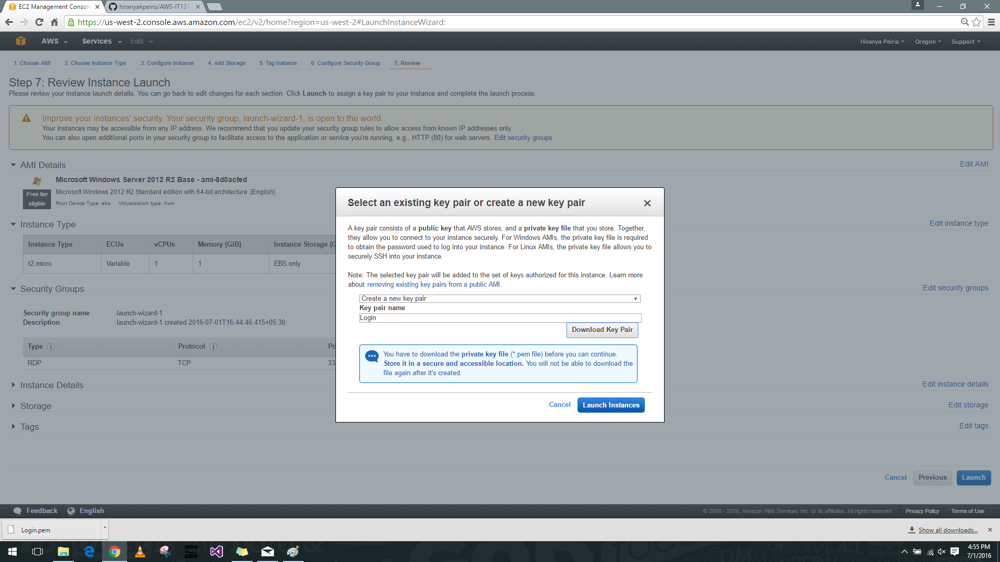 EC2 Management Console
hiranyakpeiris/AWS-IT131
https://us-west-2.console.aws.amazon.com/ec2/v2/home?region=us-west-2#LaunchInstanceWizard:
AWS
Services
Edit
Hiranya Peiris
Oregon
Support
1. Choose AMI
2. Choose Instance Type
3. Configure Instance
4. Add Storage
5. Tag Instance
6. Configure Security Group
7. Review
Step 7: Review Instance Launch
Please review your instance launch details. You can go back to edit changes for each section. Click Launch to assign a key pair to your instance and complete the launch process.
Improve your instances' security. Your security group, launch-wizard-1, is open to the world.
Your instances may be accessible from any IP address. We recommend that you update your security group rules to allow access from known IP addresses only.
You can also open additional ports in your security group to facilitate access to the application or service you're running, e.g., HTTP (80) for web servers. Edit security groups
AMI Details
Edit AMI
Microsoft Windows Server 2012 R2 Base - ami-8d0acfed
Free tier
eligible
Microsoft Windows 2012 R2 Standard edition with 64-bit architecture. [English]
Root Device Type: ebs Virtualization type: hvm
Instance Type
Edit instance type
Instance Type ECUs vCPUs Memory (GiB) Instance Storage (G
t2.micro Variable 1 1 EBS only
Security Groups
Edit security groups
Security group name launch-wizard-1
Description launch-wizard-1 created 2016-07-01T16:44:46.415+05:30
Type Protocol Po
RDP TCP 33
Instance Details
Edit instance details
Storage
Edit storage
Tags
Edit tags
Select an existing key pair or create a new key pair
A key pair consists of a public key that AWS stores, and a private key file that you store. Together,
they allow you to connect to your instance securely. For Windows AMIs, the private key file is required
to obtain the password used to log into your instance. For Linux AMIs, the private key file allows you to
securely SSH into your instance.
Note: The selected key pair will be added to the set of keys authorized for this instance. Learn more
about removing existing key pairs from a public AMI.
Create a new key pair
Key pair name
Login
Download Key Pair
You have to download the private key file (*.pem file) before you can continue.
Store it in a secure and accessible location. You will not be able to download the
file again after it's created.
Cancel
Launch Instances
Cancel
Previous
Launch
Feedback
English
© 2008 - 2016, Amazon Web Services, Inc. or its affiliates. All rights reserved.
Privacy Policy
Terms of Use
Login.pem
Show all downloads...
4:55 PM
7/1/2016